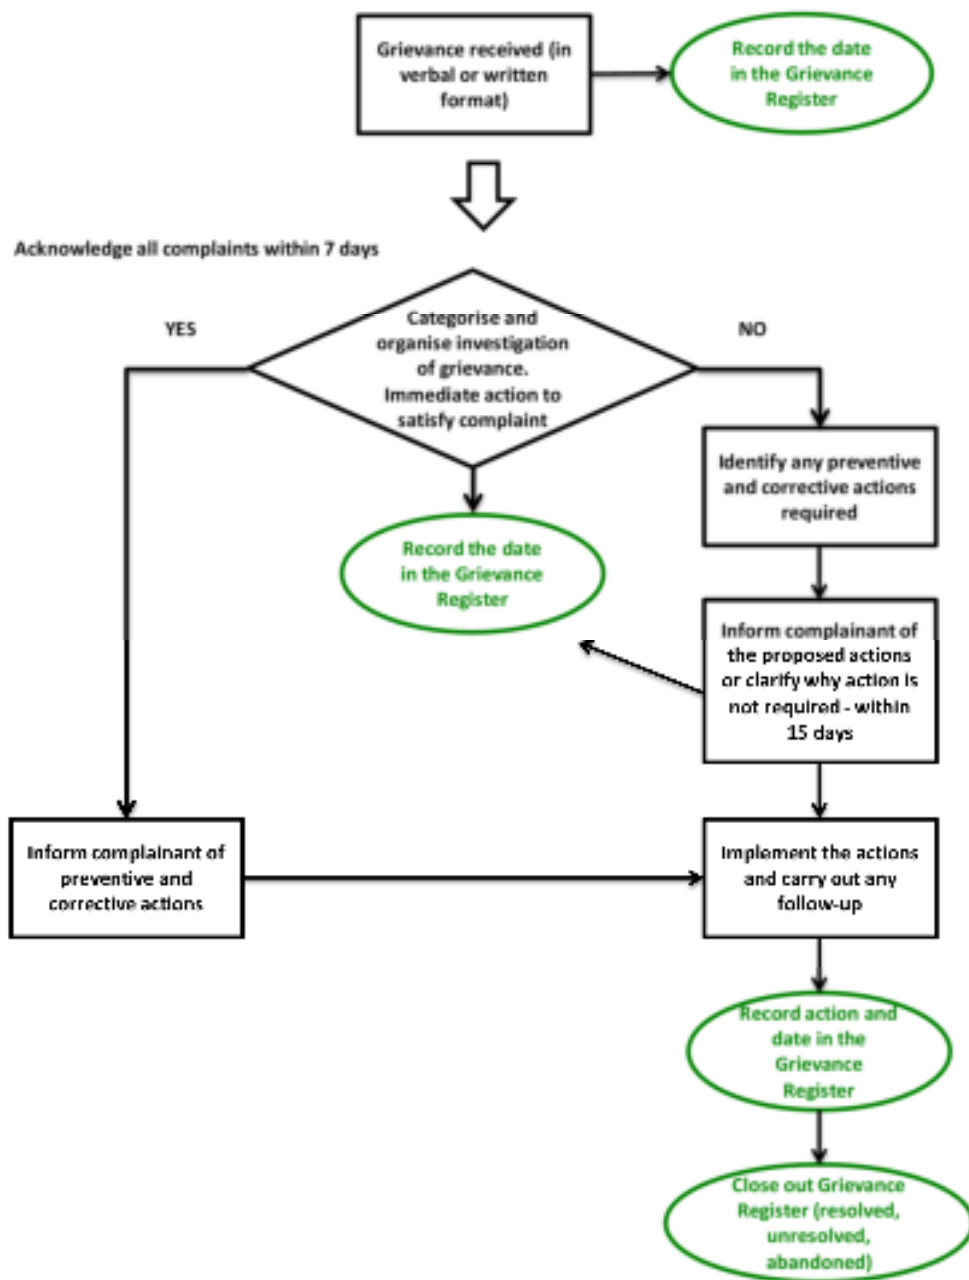 Grievance received (in
verbal or written
format)
Record the date
in the Grievance
Register
Acknowledge all complaints within 7 days
YES
Categorise and
organise investigation
of grievance.
Immediate action to
satisfy complaint
NO
Identify any preventive
and corrective actions
required
Record the date
in the Grievance
Register
Inform complainant of
the proposed actions
or clarify why action is
not required - within
15 days
Inform complainant of
preventive and
corrective actions
Implement the actions
and carry out any
follow-up
Record action and
date in the
Grievance
Register
Close out Grievance
Register (resolved,
unresolved,
abandoned)